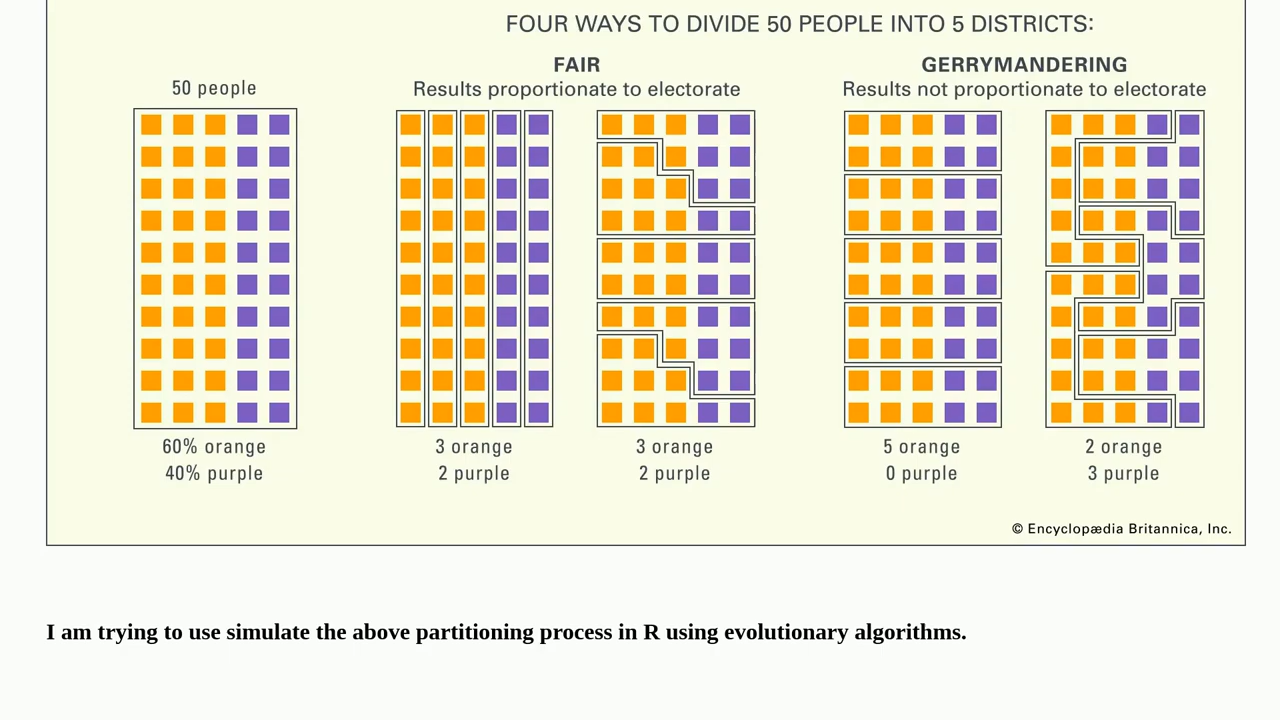 FOUR WAYS TO DIVIDE 50 PEOPLE INTO 5 DISTRICTS:
FAIR
GERRYMANDERING
50 people
Results proportionate to electorate
Results not proportionate to electorate
60% orange
40% purple
3 orange
2 purple
3 orange
2 purple
5 orange
0 purple
2 orange
3 purple
© Encyclopædia Britannica, Inc.
I am trying to use simulate the above partitioning process in R using evolutionary algorithms.